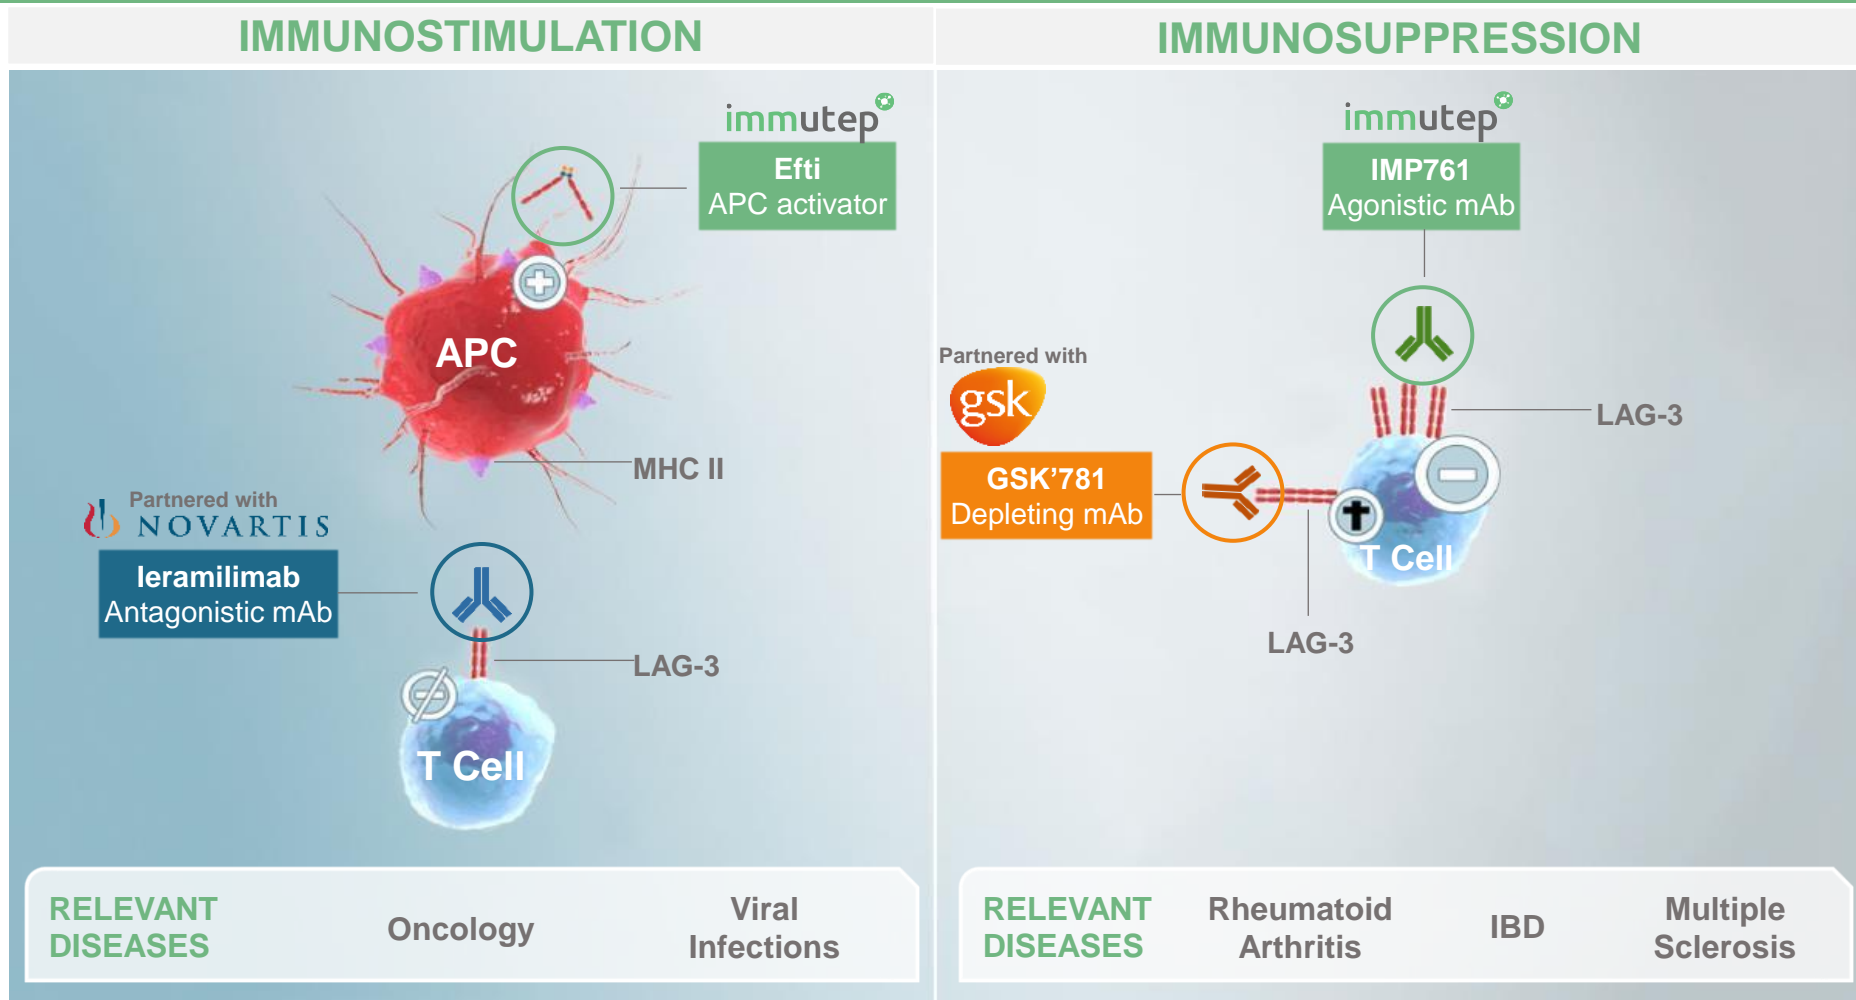 IMMUNOSTIMULATION
immutep
Efti
APC activator
APC
MHC II
Partnered with
NOVARTIS
Ieramilimab
Antagonistic mAb
LAG-3
T Cell
RELEVANT
DISEASES
Oncology
Viral
Infections
IMMUNOSUPPRESSION
immutep
IMP761
Agonistic mAb
Partnered with
gsk
LAG-3
GSK’781
Depleting mAb
T Cell
LAG-3
RELEVANT
DISEASES
Rheumatoid
Arthritis
IBD
Multiple
Sclerosis